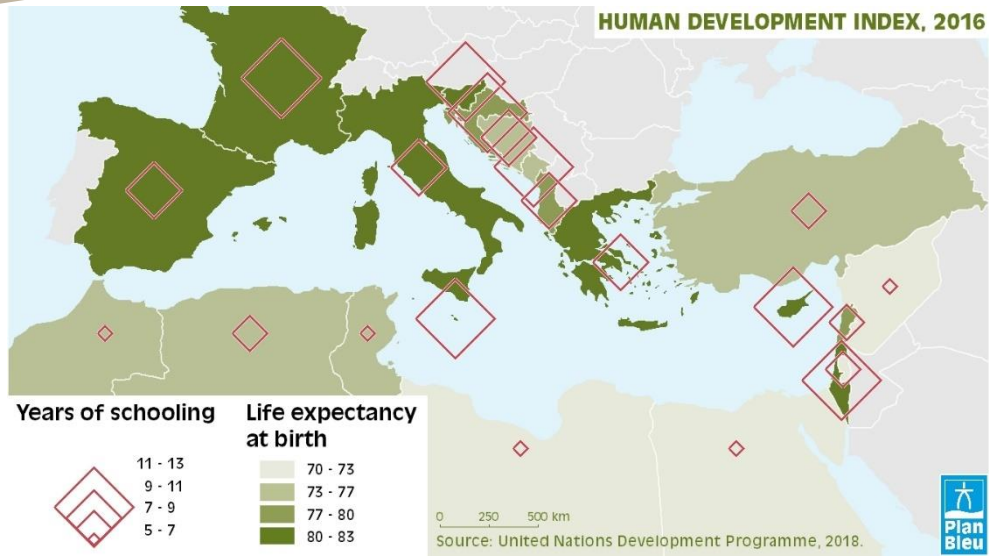 HUMAN DEVELOPMENT INDEX, 2016
Years of schooling
11 - 13
9 - 11
7 - 9
5 - 7
Life expectancy
at birth
70 - 73
73 - 77
77 - 80
80 - 83
0 250 500 km
Source: United Nations Development Programme, 2018.
Plan
Bleu